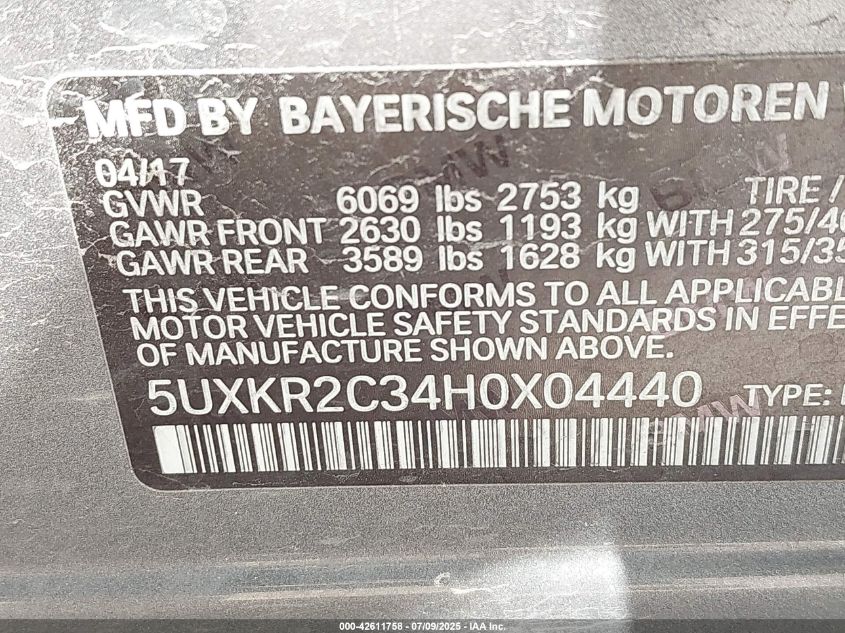 MFD BY BAYERISCHE MOTOREN
04/17
GVWR 6069 lbs 2753 kg TIRE /
GAWR FRONT 2630 lbs 1193 kg WITH 275/40
GAWR REAR 3589 lbs 1628 kg WITH 315/35
THIS VEHICLE CONFORMS TO ALL APPLICABLE
MOTOR VEHICLE SAFETY STANDARDS IN EFFE
OF MANUFACTURE SHOWN ABOVE.
5UXKR2C34H0X04440 TYPE:
000-42611758 - 07/09/2025 - IAA Inc.